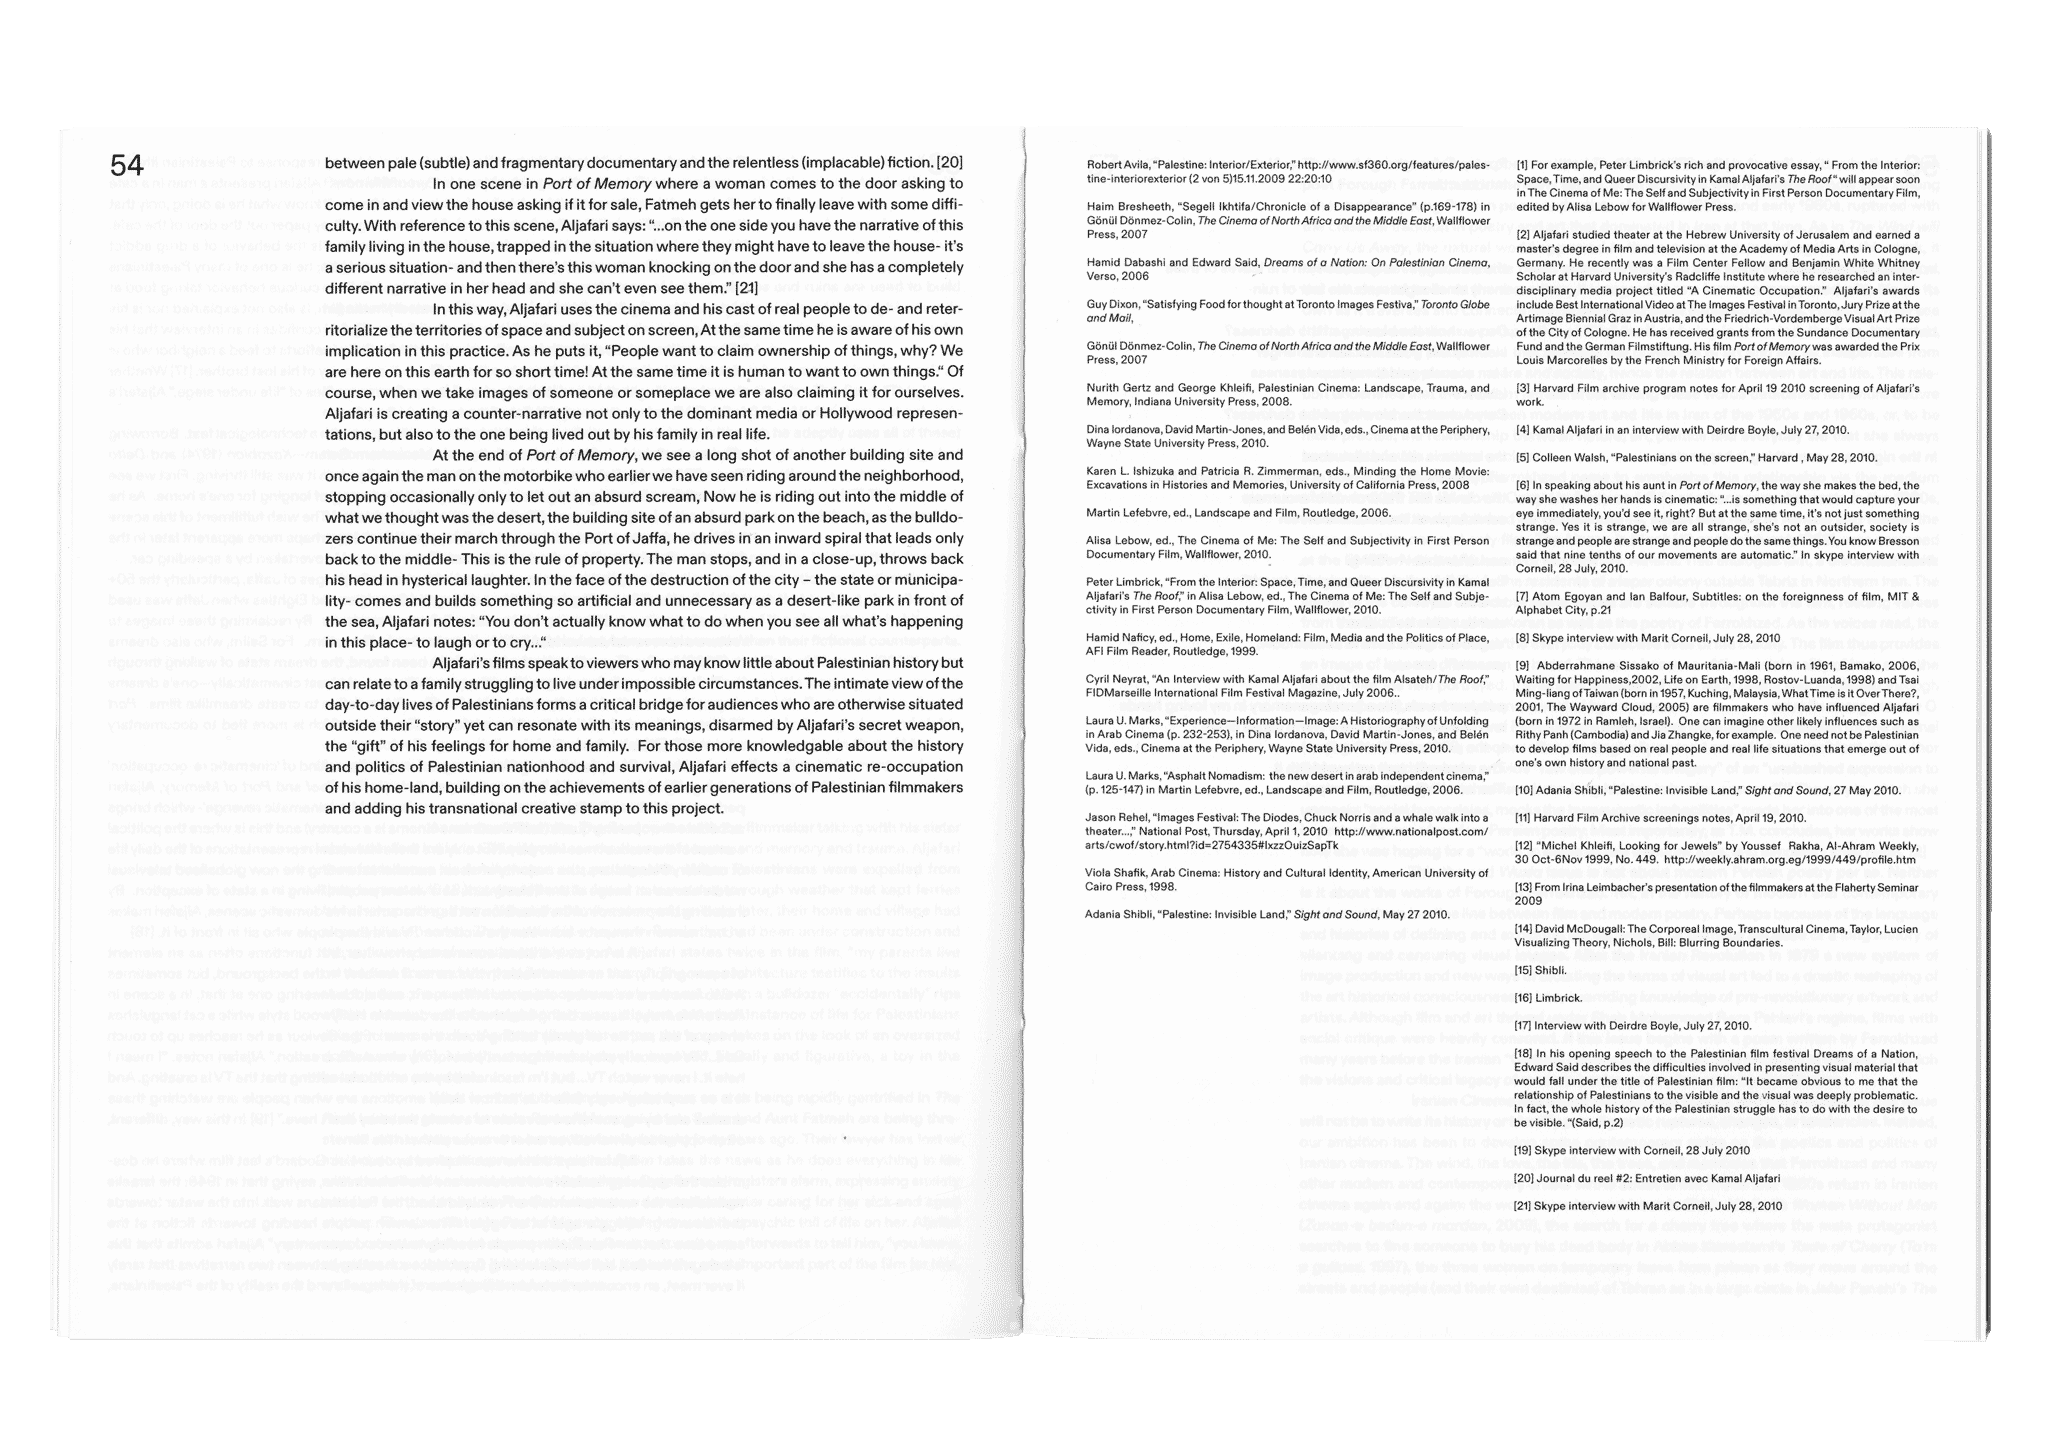 54
between pale (subtle) and fragmentary documentary and the relentless (implacable) fiction. [20]
In one scene in Port of Memory where a woman comes to the door asking to
come in and view the house asking if it for sale, Fatmeh gets her to finally leave with some diffi-
culty. With reference to this scene, Aljafari says: “...on the one side you have the narrative of this
family living in the house, trapped in the situation where they might have to leave the house- it’s
a serious situation- and then there’s this woman knocking on the door and she has a completely
different narrative in her head and she can’t even see them.” [21]
In this way, Aljafari uses the cinema and his cast of real people to de- and reter-
ritorialize the territories of space and subject on screen, At the same time he is aware of his own
implication in this practice. As he puts it, “People want to claim ownership of things, why? We
are here on this earth for so short time! At the same time it is human to want to own things.“ Of
course, when we take images of someone or someplace we are also claiming it for ourselves.
Aljafari is creating a counter-narrative not only to the dominant media or Hollywood represen-
tations, but also to the one being lived out by his family in real life.
At the end of Port of Memory, we see a long shot of another building site and
once again the man on the motorbike who earlier we have seen riding around the neighborhood,
stopping occasionally only to let out an absurd scream, Now he is riding out into the middle of
what we thought was the desert, the building site of an absurd park on the beach, as the bulldo-
zers continue their march through the Port of Jaffa, he drives in an inward spiral that leads only
back to the middle- This is the rule of property. The man stops, and in a close-up, throws back
his head in hysterical laughter. In the face of the destruction of the city – the state or municipa-
lity- comes and builds something so artificial and unnecessary as a desert-like park in front of
the sea, Aljafari notes: “You don’t actually know what to do when you see all what’s happening
in this place- to laugh or to cry...“
Aljafari’s films speak to viewers who may know little about Palestinian history but
can relate to a family struggling to live under impossible circumstances. The intimate view of the
day-to-day lives of Palestinians forms a critical bridge for audiences who are otherwise situated
outside their “story” yet can resonate with its meanings, disarmed by Aljafari’s secret weapon,
the “gift” of his feelings for home and family. For those more knowledgable about the history
and politics of Palestinian nationhood and survival, Aljafari effects a cinematic re-occupation
of his home-land, building on the achievements of earlier generations of Palestinian filmmakers
and adding his transnational creative stamp to this project.
Robert Avila, “Palestine: Interior/Exterior,” http://www.sf360.org/features/pales-
tine-interiorexterior (2 von 5)15.11.2009 22:20:10
Haim Bresheeth, “Segell Ikhtifa/Chronicle of a Disappearance” (p.169-178) in
Gönül Dönmez-Colin, The Cinema of North Africa and the Middle East, Wallflower
Press, 2007
Hamid Dabashi and Edward Said, Dreams of a Nation: On Palestinian Cinema,
Verso, 2006
Guy Dixon, “Satisfying Food for thought at Toronto Images Festiva,” Toronto Globe
and Mail,
Gönül Dönmez-Colin, The Cinema of North Africa and the Middle East, Wallflower
Press, 2007
Nurith Gertz and George Khleifi, Palestinian Cinema: Landscape, Trauma, and
Memory, Indiana University Press, 2008.
Dina Iordanova, David Martin-Jones, and Belén Vida, eds., Cinema at the Periphery,
Wayne State University Press, 2010.
Karen L. Ishizuka and Patricia R. Zimmerman, eds., Minding the Home Movie:
Excavations in Histories and Memories, University of California Press, 2008
Martin Lefebvre, ed., Landscape and Film, Routledge, 2006.
Alisa Lebow, ed., The Cinema of Me: The Self and Subjectivity in First Person
Documentary Film, Wallflower, 2010.
Peter Limbrick, “From the Interior: Space, Time, and Queer Discursivity in Kamal
Aljafari’s The Roof,” in Alisa Lebow, ed., The Cinema of Me: The Self and Subje-
ctivity in First Person Documentary Film, Wallflower, 2010.
Hamid Naficy, ed., Home, Exile, Homeland: Film, Media and the Politics of Place,
AFI Film Reader, Routledge, 1999.
Cyril Neyrat, “An Interview with Kamal Aljafari about the film Alsateh/The Roof,”
FIDMarseille International Film Festival Magazine, July 2006..
Laura U. Marks, “Experience—Information—Image: A Historiography of Unfolding
in Arab Cinema (p. 232-253), in Dina Iordanova, David Martin-Jones, and Belén
Vida, eds., Cinema at the Periphery, Wayne State University Press, 2010.
Laura U. Marks, “Asphalt Nomadism: the new desert in arab independent cinema,”
(p. 125-147) in Martin Lefebvre, ed., Landscape and Film, Routledge, 2006.
Jason Rehel, “Images Festival: The Diodes, Chuck Norris and a whale walk into a
theater...,” National Post, Thursday, April 1, 2010 http://www.nationalpost.com/
arts/cwof/story.html?id=2754335#IxzzOuizSapTk
Viola Shafik, Arab Cinema: History and Cultural Identity, American University of
Cairo Press, 1998.
Adania Shibli, “Palestine: Invisible Land,” Sight and Sound, May 27 2010.
[1] For example, Peter Limbrick’s rich and provocative essay, “ From the Interior:
Space, Time, and Queer Discursivity in Kamal Aljafari’s The Roof“ will appear soon
in The Cinema of Me: The Self and Subjectivity in First Person Documentary Film,
edited by Alisa Lebow for Wallflower Press.
[2] Aljafari studied theater at the Hebrew University of Jerusalem and earned a
master’s degree in film and television at the Academy of Media Arts in Cologne,
Germany. He recently was a Film Center Fellow and Benjamin White Whitney
Scholar at Harvard University’s Radcliffe Institute where he researched an inter-
disciplinary media project titled “A Cinematic Occupation.” Aljafari’s awards
include Best International Video at The Images Festival in Toronto, Jury Prize at the
Artimage Biennial Graz in Austria, and the Friedrich-Vordemberge Visual Art Prize
of the City of Cologne. He has received grants from the Sundance Documentary
Fund and the German Filmstiftung. His film Port of Memory was awarded the Prix
Louis Marcorelles by the French Ministry for Foreign Affairs.
[3] Harvard Film archive program notes for April 19 2010 screening of Aljafari’s
work.
[4] Kamal Aljafari in an interview with Deirdre Boyle, July 27, 2010.
[5] Colleen Walsh, “Palestinians on the screen,” Harvard , May 28, 2010.
[6] In speaking about his aunt in Port of Memory, the way she makes the bed, the
way she washes her hands is cinematic: “...is something that would capture your
eye immediately, you’d see it, right? But at the same time, it’s not just something
strange. Yes it is strange, we are all strange, she’s not an outsider, society is
strange and people are strange and people do the same things. You know Bresson
said that nine tenths of our movements are automatic.” In skype interview with
Corneil, 28 July, 2010.
[7] Atom Egoyan and Ian Balfour, Subtitles: on the foreignness of film, MIT &
Alphabet City, p.21
[8] Skype interview with Marit Corneil, July 28, 2010
[9] Abderrahmane Sissako of Mauritania-Mali (born in 1961, Bamako, 2006,
Waiting for Happiness,2002, Life on Earth, 1998, Rostov-Luanda, 1998) and Tsai
Ming-liang of Taiwan (born in 1957, Kuching, Malaysia, What Time is it Over There?,
2001, The Wayward Cloud, 2005) are filmmakers who have influenced Aljafari
(born in 1972 in Ramleh, Israel). One can imagine other likely influences such as
Rithy Panh (Cambodia) and Jia Zhangke, for example. One need not be Palestinian
to develop films based on real people and real life situations that emerge out of
one’s own history and national past.
[10] Adania Shibli, “Palestine: Invisible Land,” Sight and Sound, 27 May 2010.
[11] Harvard Film Archive screenings notes, April 19, 2010.
[12] “Michel Khleifi, Looking for Jewels” by Youssef Rakha, Al-Ahram Weekly,
30 Oct-6Nov 1999, No. 449. http://weekly.ahram.org.eg/1999/449/profile.htm
[13] From Irina Leimbacher’s presentation of the filmmakers at the Flaherty Seminar
2009
[14] David McDougall: The Corporeal Image, Transcultural Cinema, Taylor, Lucien
Visualizing Theory, Nichols, Bill: Blurring Boundaries.
[15] Shibli.
[16] Limbrick.
[17] Interview with Deirdre Boyle, July 27, 2010.
[18] In his opening speech to the Palestinian film festival Dreams of a Nation,
Edward Said describes the difficulties involved in presenting visual material that
would fall under the title of Palestinian film: “It became obvious to me that the
relationship of Palestinians to the visible and the visual was deeply problematic.
In fact, the whole history of the Palestinian struggle has to do with the desire to
be visible. “(Said, p.2)
[19] Skype interview with Corneil, 28 July 2010
[20] Journal du reel #2: Entretien avec Kamal Aljafari
[21] Skype interview with Marit Corneil, July 28, 2010